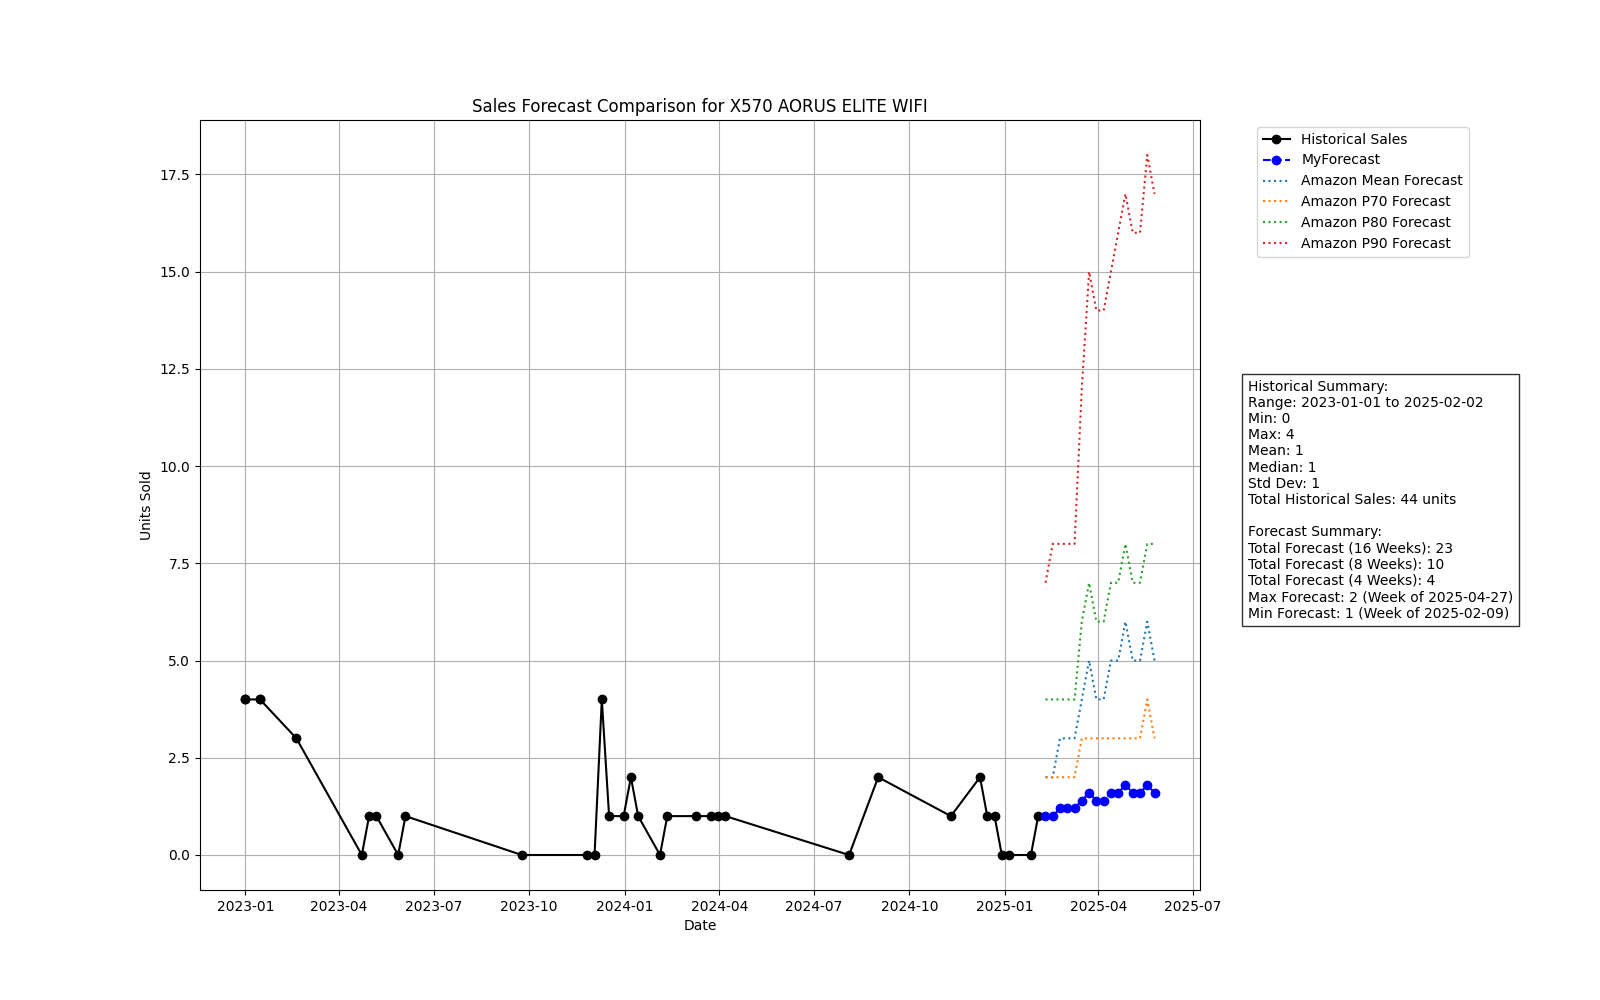 Sales Forecast Comparison for X570 AORUS ELITE WIFI
17.5
15.0
12.5
10.0
7.5
5.0
2.5
0.0
Units Sold
2023-01
2023-04
2023-07
2023-10
2024-01
2024-04
2024-07
2024-10
2025-01
2025-04
2025-07
Date
Historical Sales
MyForecast
Amazon Mean Forecast
Amazon P70 Forecast
Amazon P80 Forecast
Amazon P90 Forecast
Historical Summary:
Range: 2023-01-01 to 2025-02-02
Min: 0
Max: 4
Mean: 1
Median: 1
Std Dev: 1
Total Historical Sales: 44 units
Forecast Summary:
Total Forecast (16 Weeks): 23
Total Forecast (8 Weeks): 10
Total Forecast (4 Weeks): 4
Max Forecast: 2 (Week of 2025-04-27)
Min Forecast: 1 (Week of 2025-02-09)